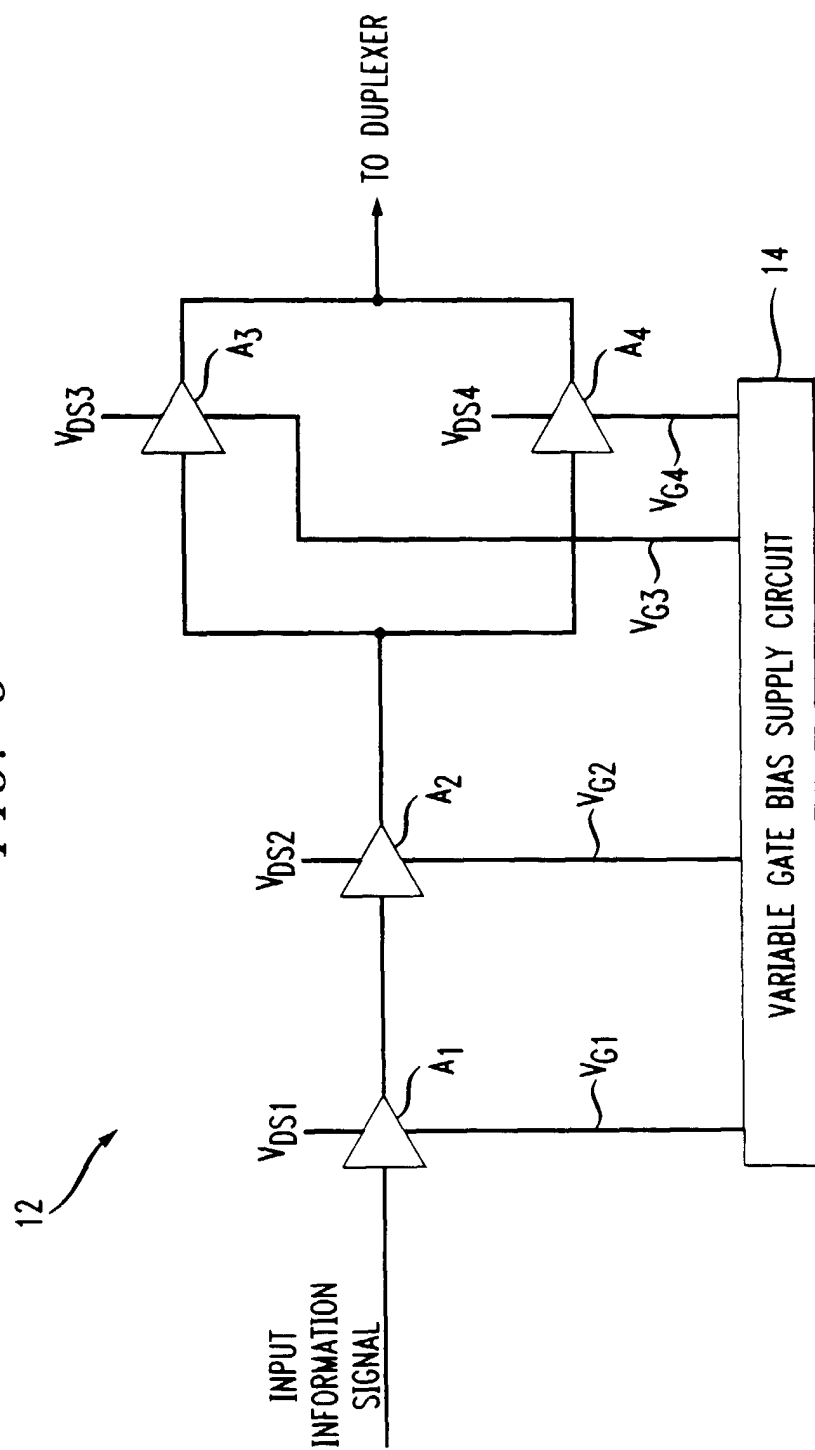 12
INPUT
INFORMATION
SIGNAL
VDS1
A1
VG1
VDS2
A2
VG2
VDS3
A3
VG3
VDS4
A4
VG4
TO DUPLEXER
14
VARIABLE GATE BIAS SUPPLY CIRCUIT